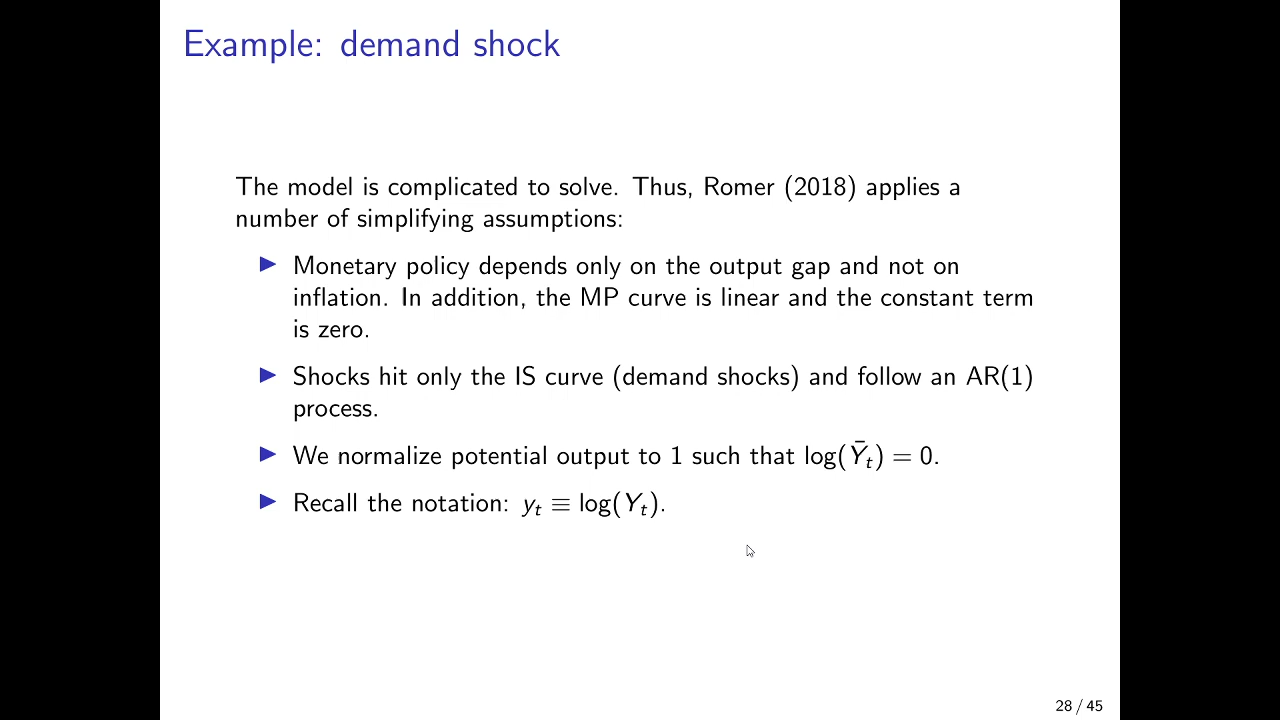 Example: demand shock
The model is complicated to solve. Thus, Romer (2018) applies a
number of simplifying assumptions:
▶ Monetary policy depends only on the output gap and not on
inflation. In addition, the MP curve is linear and the constant term
is zero.
▶ Shocks hit only the IS curve (demand shocks) and follow an AR(1)
process.
▶ We normalize potential output to 1 such that log(Ȳₜ) = 0.
▶ Recall the notation: yₜ ≡ log(Yₜ).
28 / 45